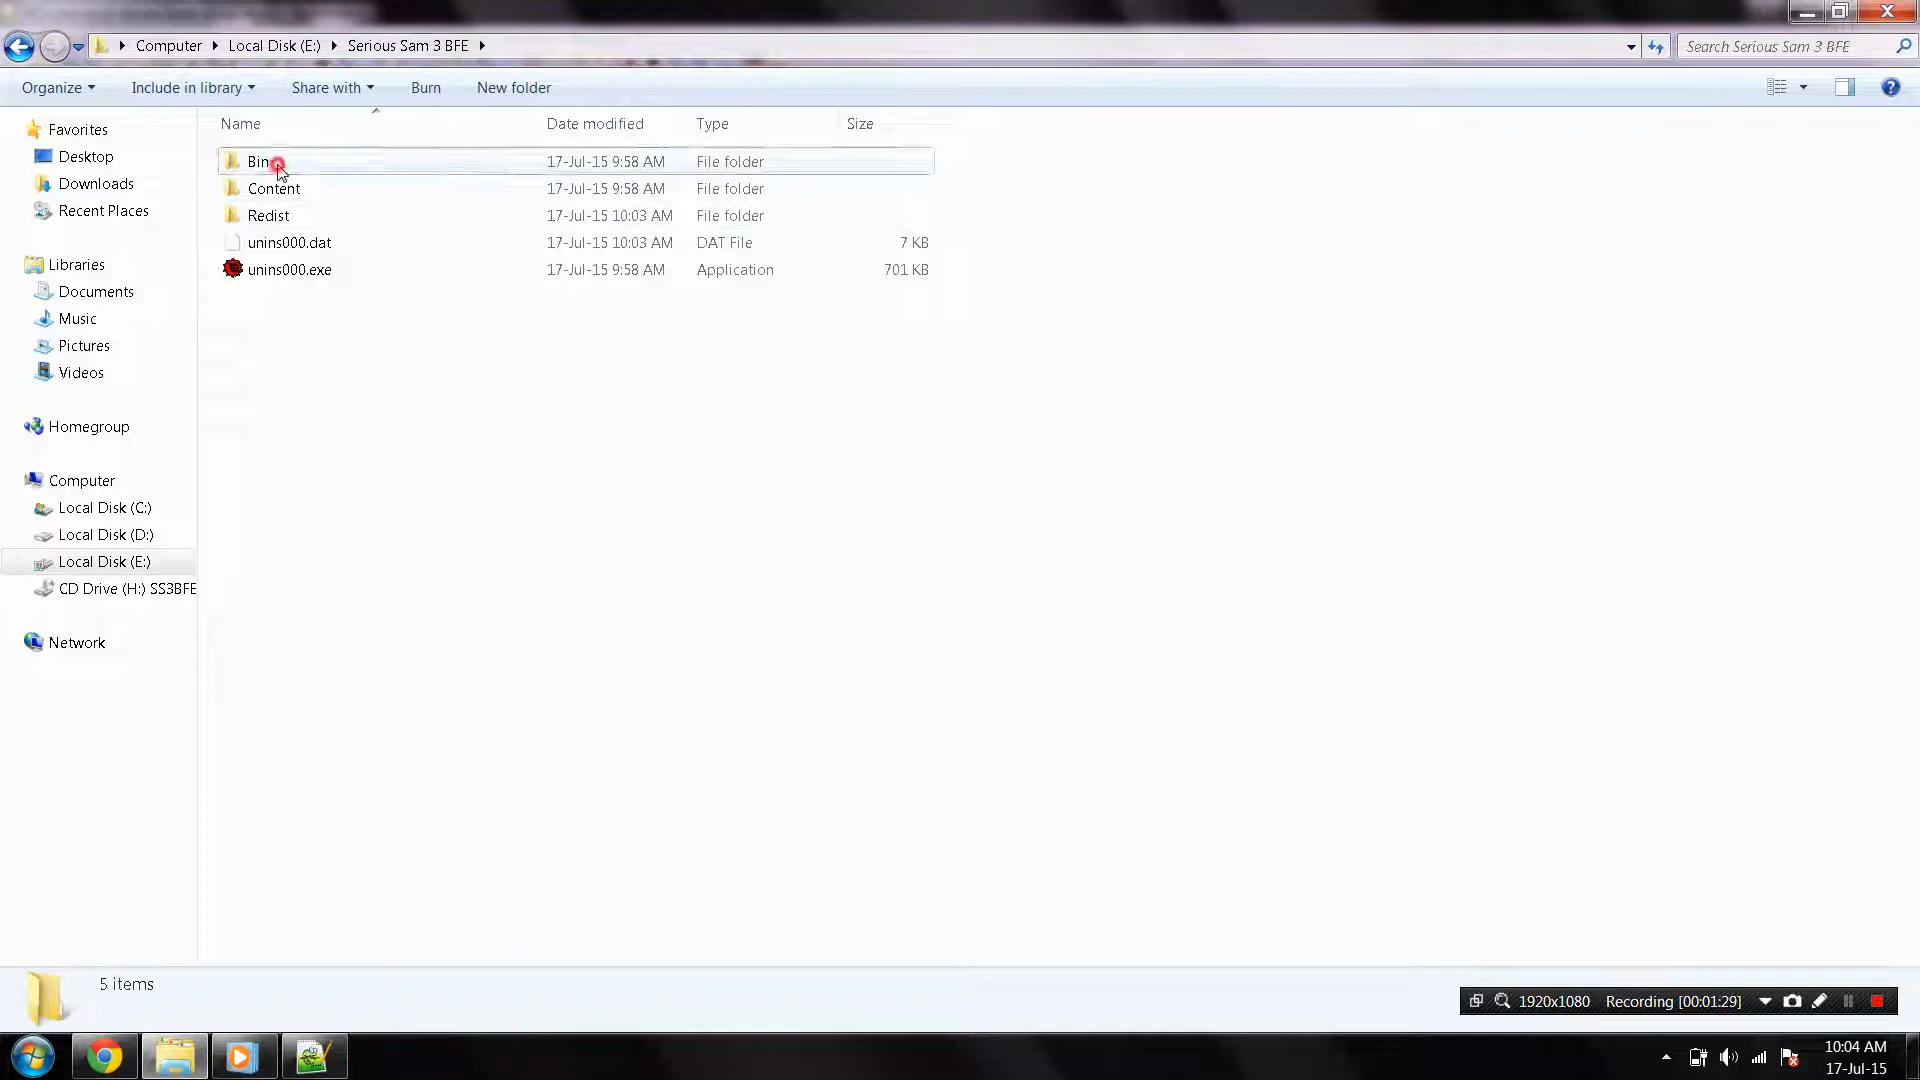 Computer Local Disk (E:) Serious Sam 3 BFE
Search Serious Sam 3 BFE
Organize Include in library Share with Burn New folder
Name Date modified Type Size
Favorites
Desktop
Downloads
Recent Places
Libraries
Documents
Music
Pictures
Videos
Homegroup
Computer
Local Disk (C:)
Local Disk (D:)
Local Disk (E:)
CD Drive (H:) SS3BFE
Network
Bin 17-Jul-15 9:58 AM File folder
Content 17-Jul-15 9:58 AM File folder
Redist 17-Jul-15 10:03 AM File folder
unins000.dat 17-Jul-15 10:03 AM DAT File 7 KB
unins000.exe 17-Jul-15 9:58 AM Application 701 KB
5 items
1920x1080 Recording [00:01:29]
10:04 AM
17-Jul-15